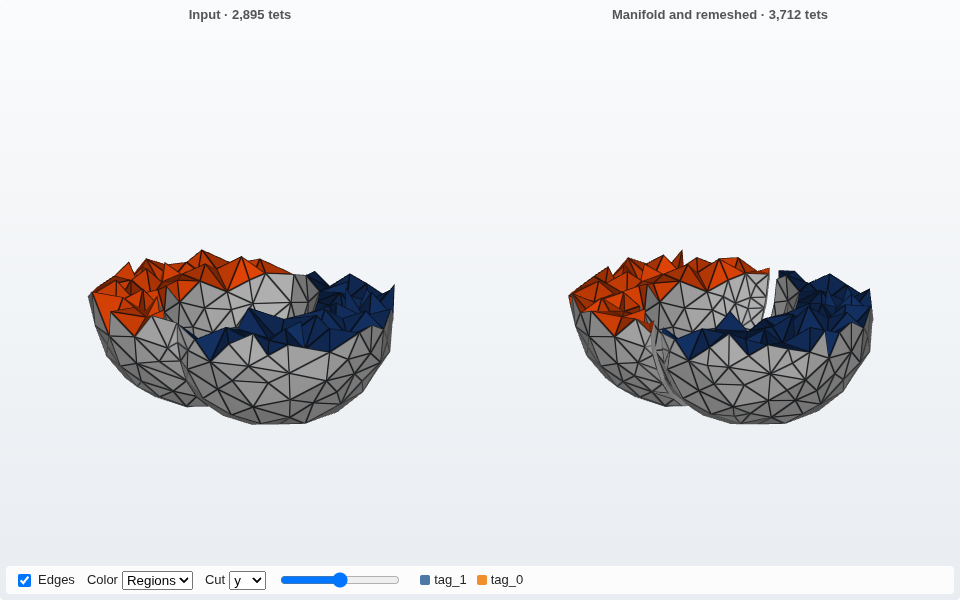 Input · 2,895 tets
Manifold and remeshed · 3,712 tets
Edges Color Regions Cut y tag_1 tag_0